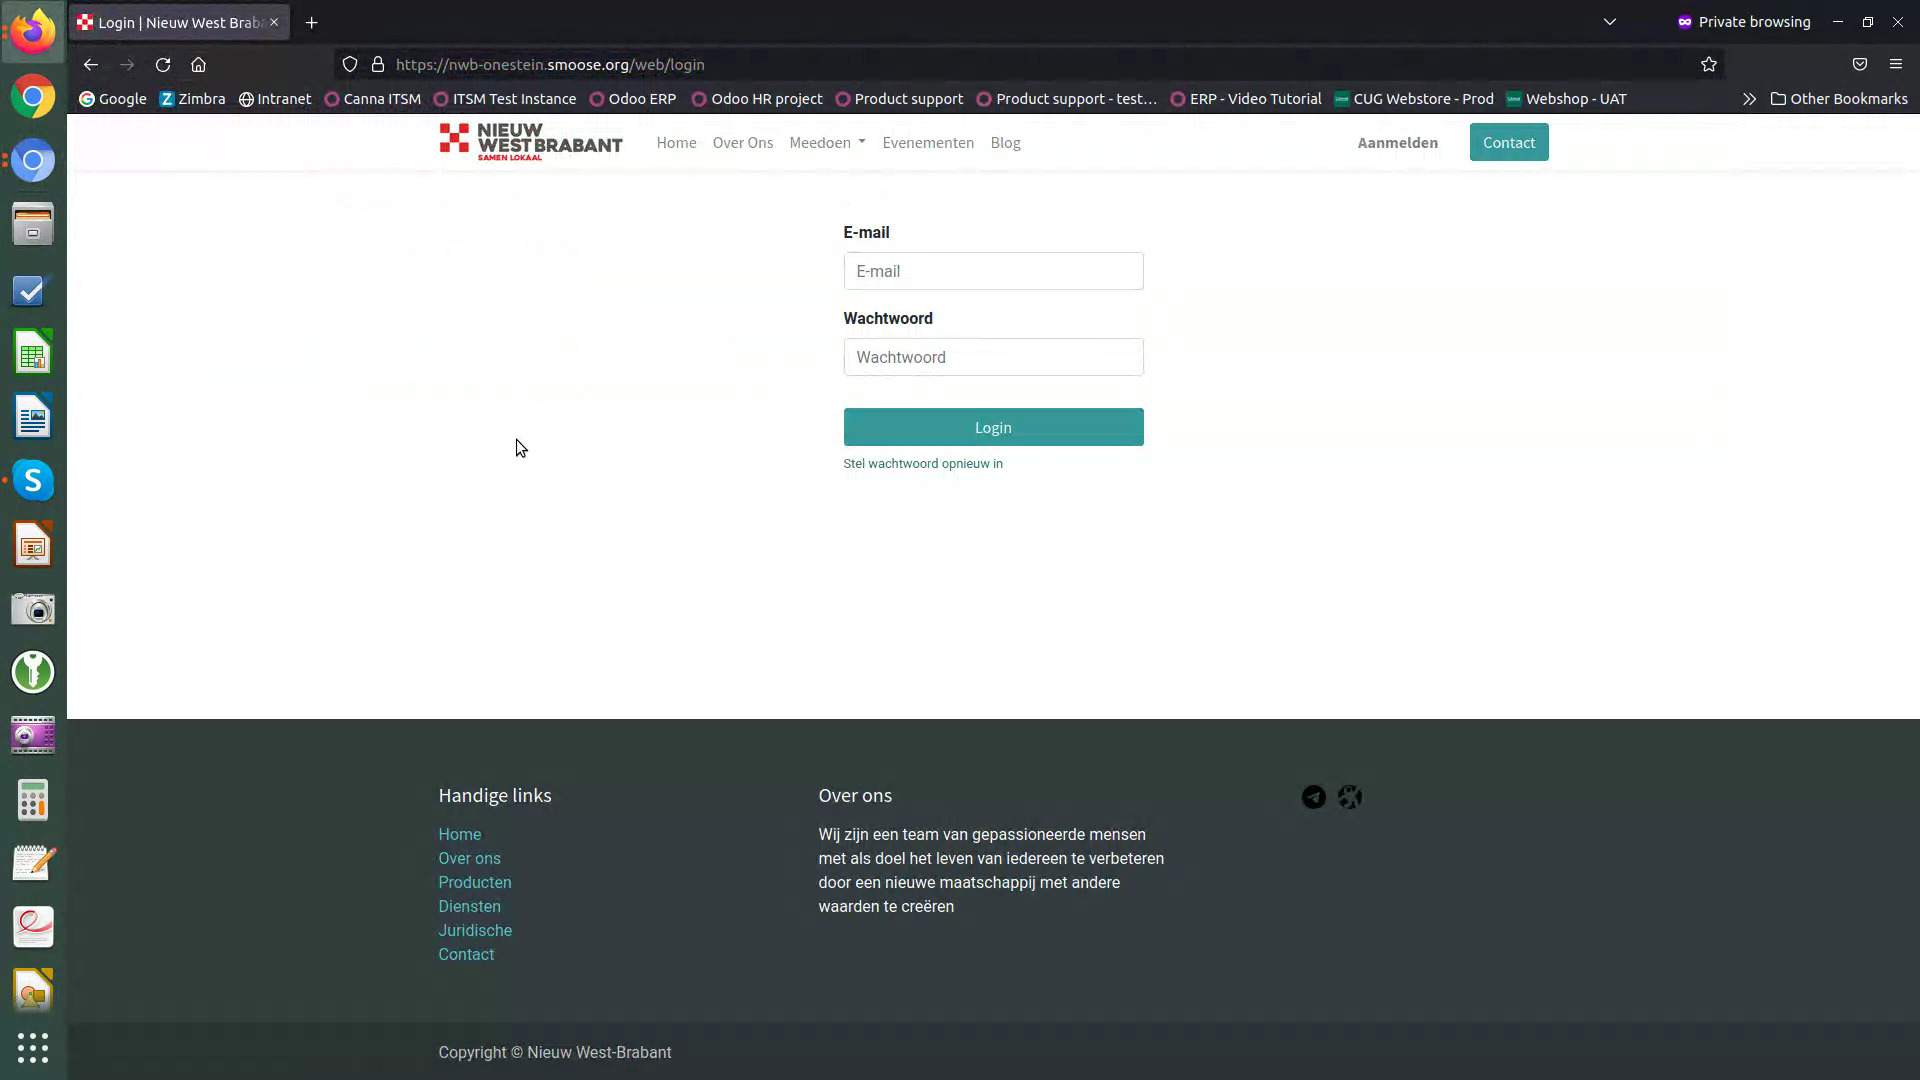 Login | Nieuw West Brab
Private browsing
https://nwb-onestein.smoose.org/web/login
Google Zimbra Intranet Canna ITSM ITSM Test Instance Odoo ERP Odoo HR project Product support Product support - test… ERP - Video Tutorial CUG Webstore - Prod Webshop - UAT Other Bookmarks
NIEUW
WESTBRABANT
SAMEN LOKAAL
Home Over Ons Meedoen Evenementen Blog Aanmelden Contact
E-mail
E-mail
Wachtwoord
Wachtwoord
Login
Stel wachtwoord opnieuw in
Handige links
Home
Over ons
Producten
Diensten
Juridische
Contact
Over ons
Wij zijn een team van gepassioneerde mensen
met als doel het leven van iedereen te verbeteren
door een nieuwe maatschappij met andere
waarden te creëren
Copyright © Nieuw West-Brabant